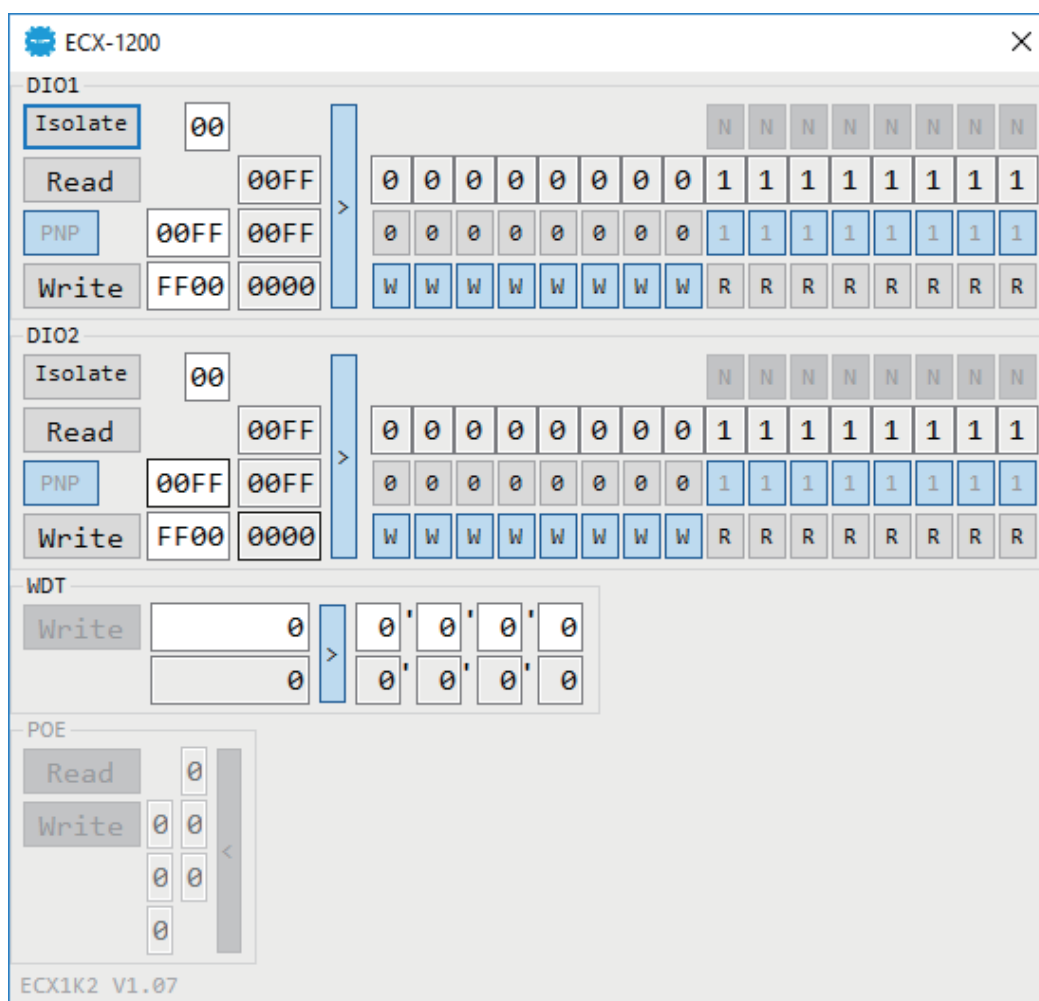 ECX-1200
DIO1
Isolate 00 N N N N N N N N
Read 00FF 0 0 0 0 0 0 0 0 1 1 1 1 1 1 1 1
>
PNP 00FF 00FF 0 0 0 0 0 0 0 0 1 1 1 1 1 1 1 1
Write FF00 0000 W W W W W W W W R R R R R R R R
DIO2
Isolate 00 N N N N N N N N
Read 00FF 0 0 0 0 0 0 0 0 1 1 1 1 1 1 1 1
>
PNP 00FF 00FF 0 0 0 0 0 0 0 0 1 1 1 1 1 1 1 1
Write FF00 0000 W W W W W W W W R R R R R R R R
WDT
Write 0 0 ' 0 ' 0 ' 0
>
0 0 ' 0 ' 0 ' 0
POE
Read 0
Write 0 0
<
0 0
0
ECX1K2 V1.07